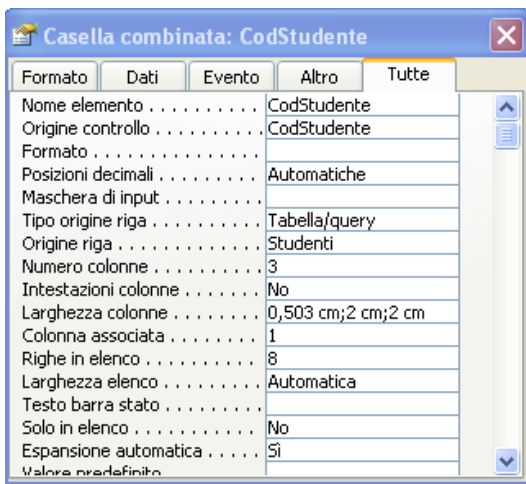 Casella combinata: CodStudente
Formato Dati Evento Altro Tutte
Nome elemento . . . . . . . . . . CodStudente
Origine controllo . . . . . . . . . CodStudente
Formato . . . . . . . . . . . . . . .
Posizioni decimali . . . . . . . . . Automatiche
Maschera di input . . . . . . . . .
Tipo origine riga . . . . . . . . . . Tabella/query
Origine riga . . . . . . . . . . . . . Studenti
Numero colonne . . . . . . . . . . 3
Intestazioni colonne . . . . . . . No
Larghezza colonne . . . . . . . . 0,503 cm;2 cm;2 cm
Colonna associata . . . . . . . . . 1
Righe in elenco . . . . . . . . . . . 8
Larghezza elenco . . . . . . . . . Automatica
Testo barra stato . . . . . . . . .
Solo in elenco . . . . . . . . . . . No
Espansione automatica . . . . . Sì
Valore predefinito . . . . . . . . .